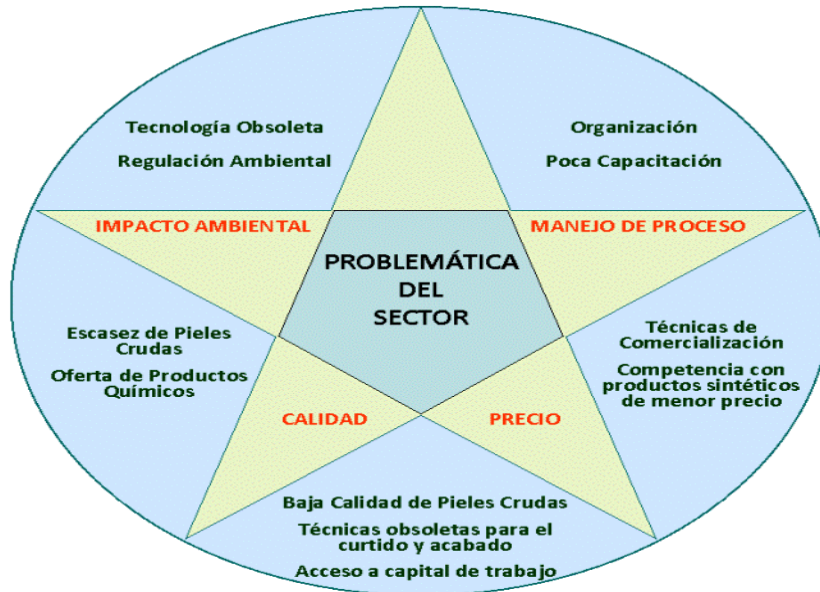 Tecnología Obsoleta
Regulación Ambiental
Organización
Poca Capacitación
IMPACTO AMBIENTAL
MANEJO DE PROCESO
PROBLEMÁTICA
DEL
SECTOR
Escasez de Pieles
Crudas
Oferta de Productos
Químicos
Técnicas de
Comercialización
Competencia con
productos sintéticos
de menor precio
CALIDAD
PRECIO
Baja Calidad de Pieles Crudas
Técnicas obsoletas para el
curtido y acabado
Acceso a capital de trabajo